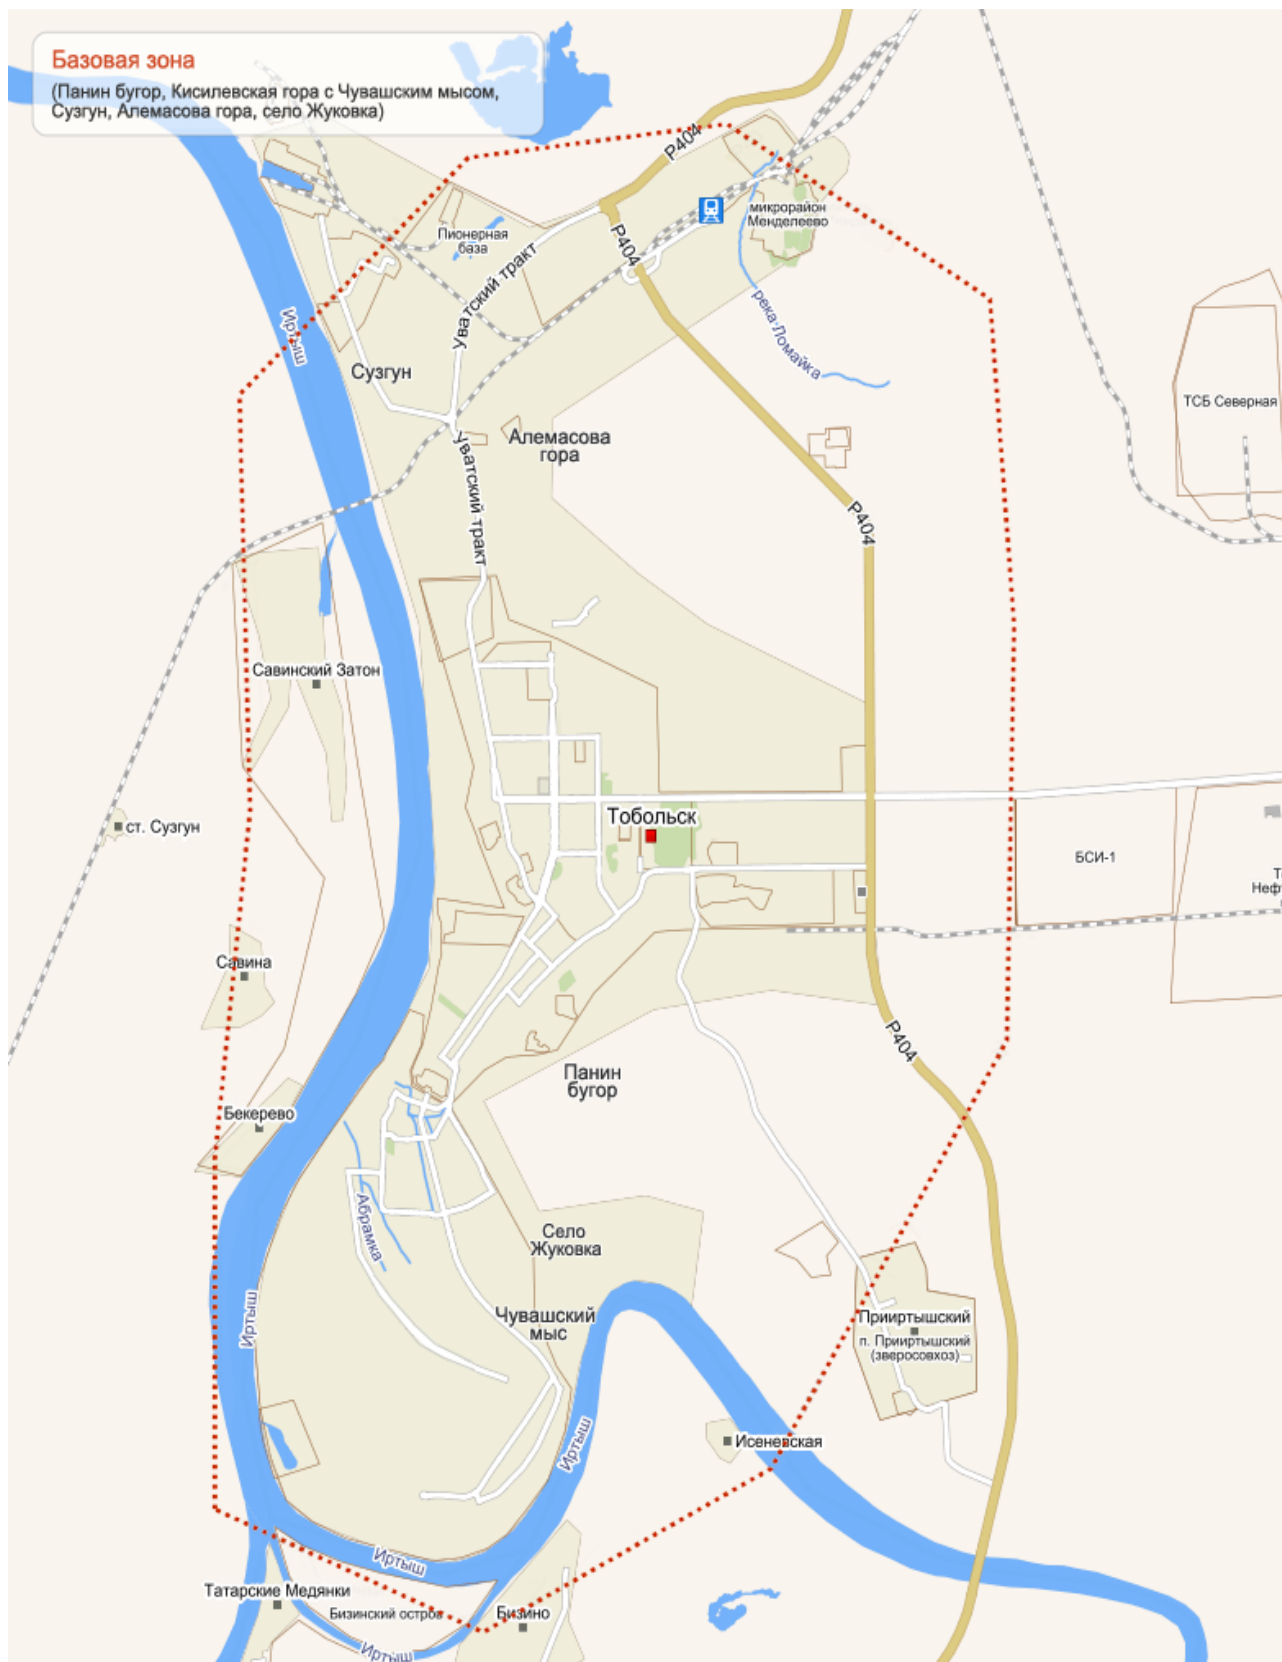 Базовая зона
(Панин бугор, Кисилевская гора с Чувашским мысом,
Сузгун, Алемасова гора, село Жуковка)
Р404
микрорайон
Менделеево
Пионерная
база
Р404
Уватский тракт
Иртыш
река Ломайка
Сузгун
ТСБ Северная
Алемасова
гора
Уватский тракт
Р404
Савинский Затон
Тобольск
ст. Сузгун
БСИ-1
Савина
Р404
Панин
бугор
Бекерево
Абрамка
Село
Жуковка
Иртыш
Чувашский
мыс
Прииртышский
п. Прииртышский
(зверосовхоз)
Иртыш
Исеневская
Иртыш
Татарские Медянки
Бизинский остров
Бизино
Иртыш